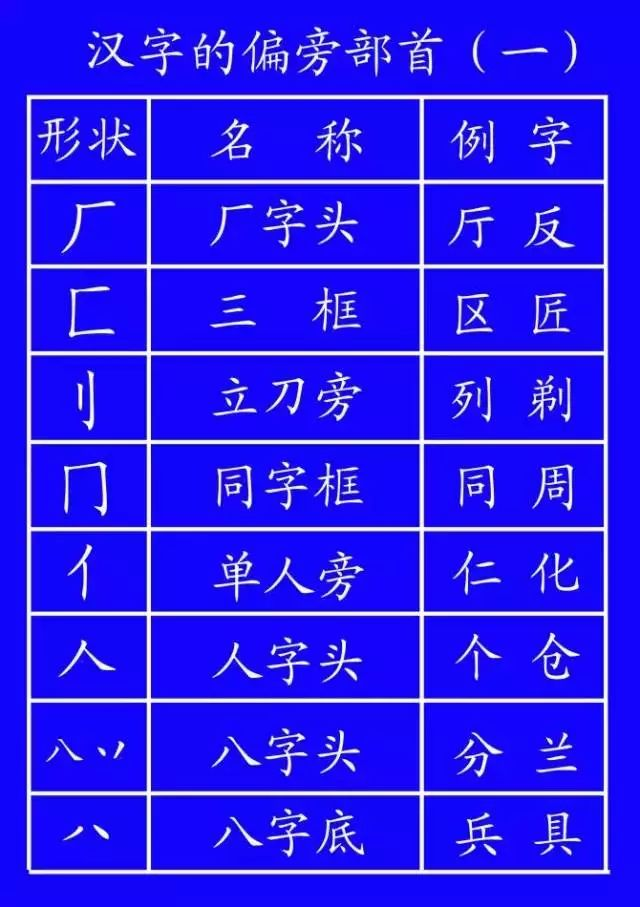 汉字的偏旁部首（一）
形状 名称 例字
厂 厂字头 厅 反
匚 三框 区 匠
刂 立刀旁 列 剃
冂 同字框 同 周
亻 单人旁 仁 化
人 人字头 个 仓
八 丷 八字头 分 兰
八 八字底 兵 具